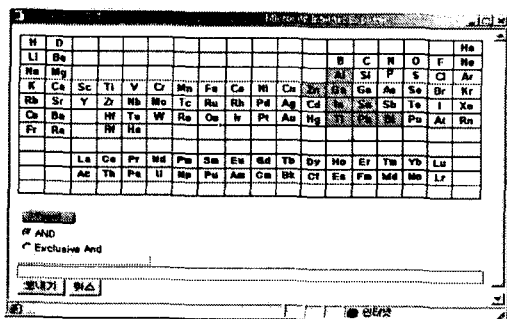 H D He
Li Be B C N O F Ne
Na Mg Al Si P S Cl Ar
K Ca Sc Ti V Cr Mn Fe Co Ni Cu Zn Ga Ge As Se Br Kr
Rb Sr Y Zr Nb Mo Tc Ru Rh Pd Ag Cd In Sn Sb Te I Xe
Cs Ba Hf Ta W Re Os Ir Pt Au Hg Tl Pb Bi Po At Rn
Fr Ra Rf Ha
La Ce Pr Nd Pm Sm Eu Gd Tb Dy Ho Er Tm Yb Lu
Ac Th Pa U Np Pu Am Cm Bk Cf Es Fm Md No Lr
AND
Exclusive And
보내기 취소
인터넷